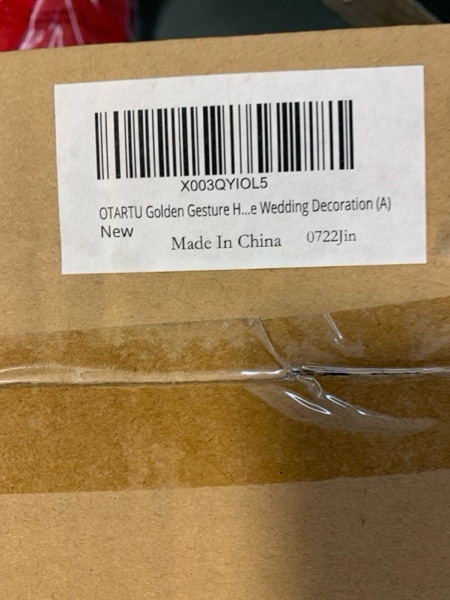 X003QYIOL5
OTARTU Golden Gesture H...e Wedding Decoration (A)
New
Made In China 0722Jin